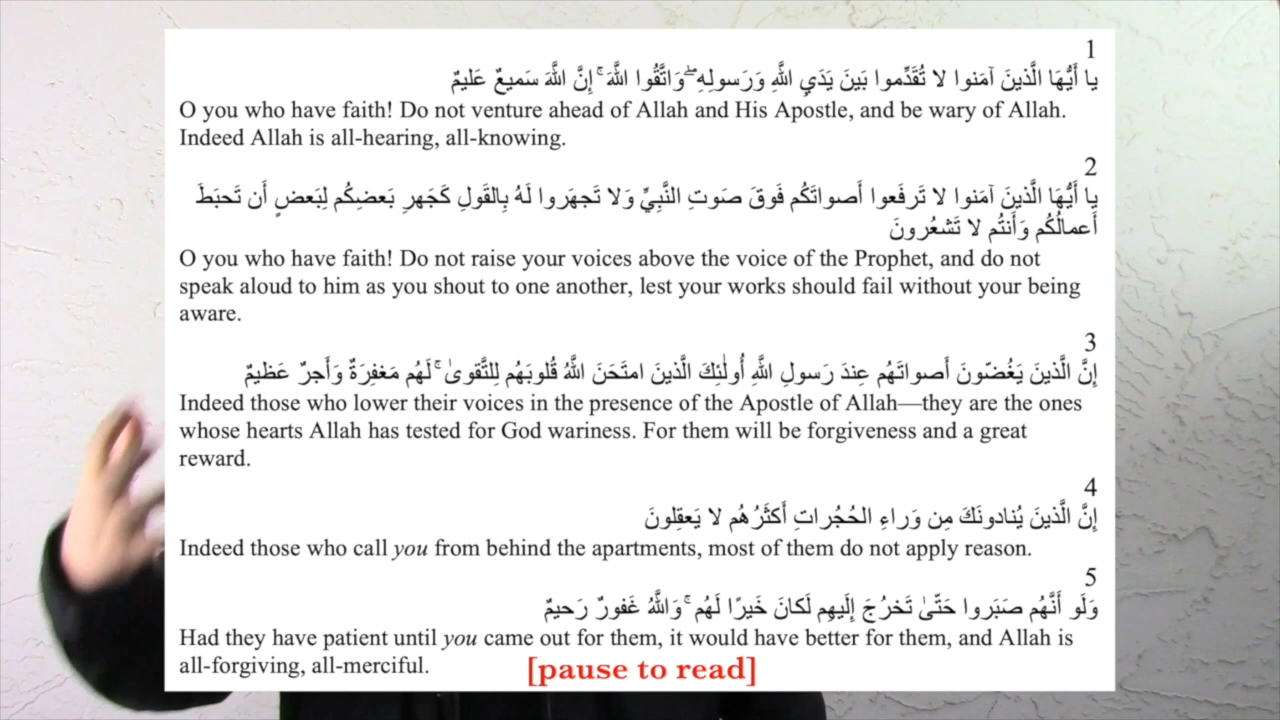 1
يا أَيُّهَا الَّذينَ آمَنوا لا تُقَدِّموا بَينَ يَدَيِ اللَّهِ وَرَسولِهِ ۖ وَاتَّقُوا اللَّهَ ۚ إِنَّ اللَّهَ سَميعٌ عَليمٌ
O you who have faith! Do not venture ahead of Allah and His Apostle, and be wary of Allah.
Indeed Allah is all-hearing, all-knowing.
2
يا أَيُّهَا الَّذينَ آمَنوا لا تَرفَعوا أَصواتَكُم فَوقَ صَوتِ النَّبِيِّ وَلا تَجهَروا لَهُ بِالقَولِ كَجَهرِ بَعضِكُم لِبَعضٍ أَن تَحبَطَ
أَعمالُكُم وَأَنتُم لا تَشعُرونَ
O you who have faith! Do not raise your voices above the voice of the Prophet, and do not
speak aloud to him as you shout to one another, lest your works should fail without your being
aware.
3
إِنَّ الَّذينَ يَغُضّونَ أَصواتَهُم عِندَ رَسولِ اللَّهِ أُولٰئِكَ الَّذينَ امتَحَنَ اللَّهُ قُلوبَهُم لِلتَّقوىٰ ۚ لَهُم مَغفِرَةٌ وَأَجرٌ عَظيمٌ
Indeed those who lower their voices in the presence of the Apostle of Allah—they are the ones
whose hearts Allah has tested for God wariness. For them will be forgiveness and a great
reward.
4
إِنَّ الَّذينَ يُنادونَكَ مِن وَراءِ الحُجُراتِ أَكثَرُهُم لا يَعقِلونَ
Indeed those who call you from behind the apartments, most of them do not apply reason.
5
وَلَو أَنَّهُم صَبَروا حَتّىٰ تَخرُجَ إِلَيهِم لَكانَ خَيرًا لَهُم ۚ وَاللَّهُ غَفورٌ رَحيمٌ
Had they have patient until you came out for them, it would have better for them, and Allah is
all-forgiving, all-merciful.
[pause to read]